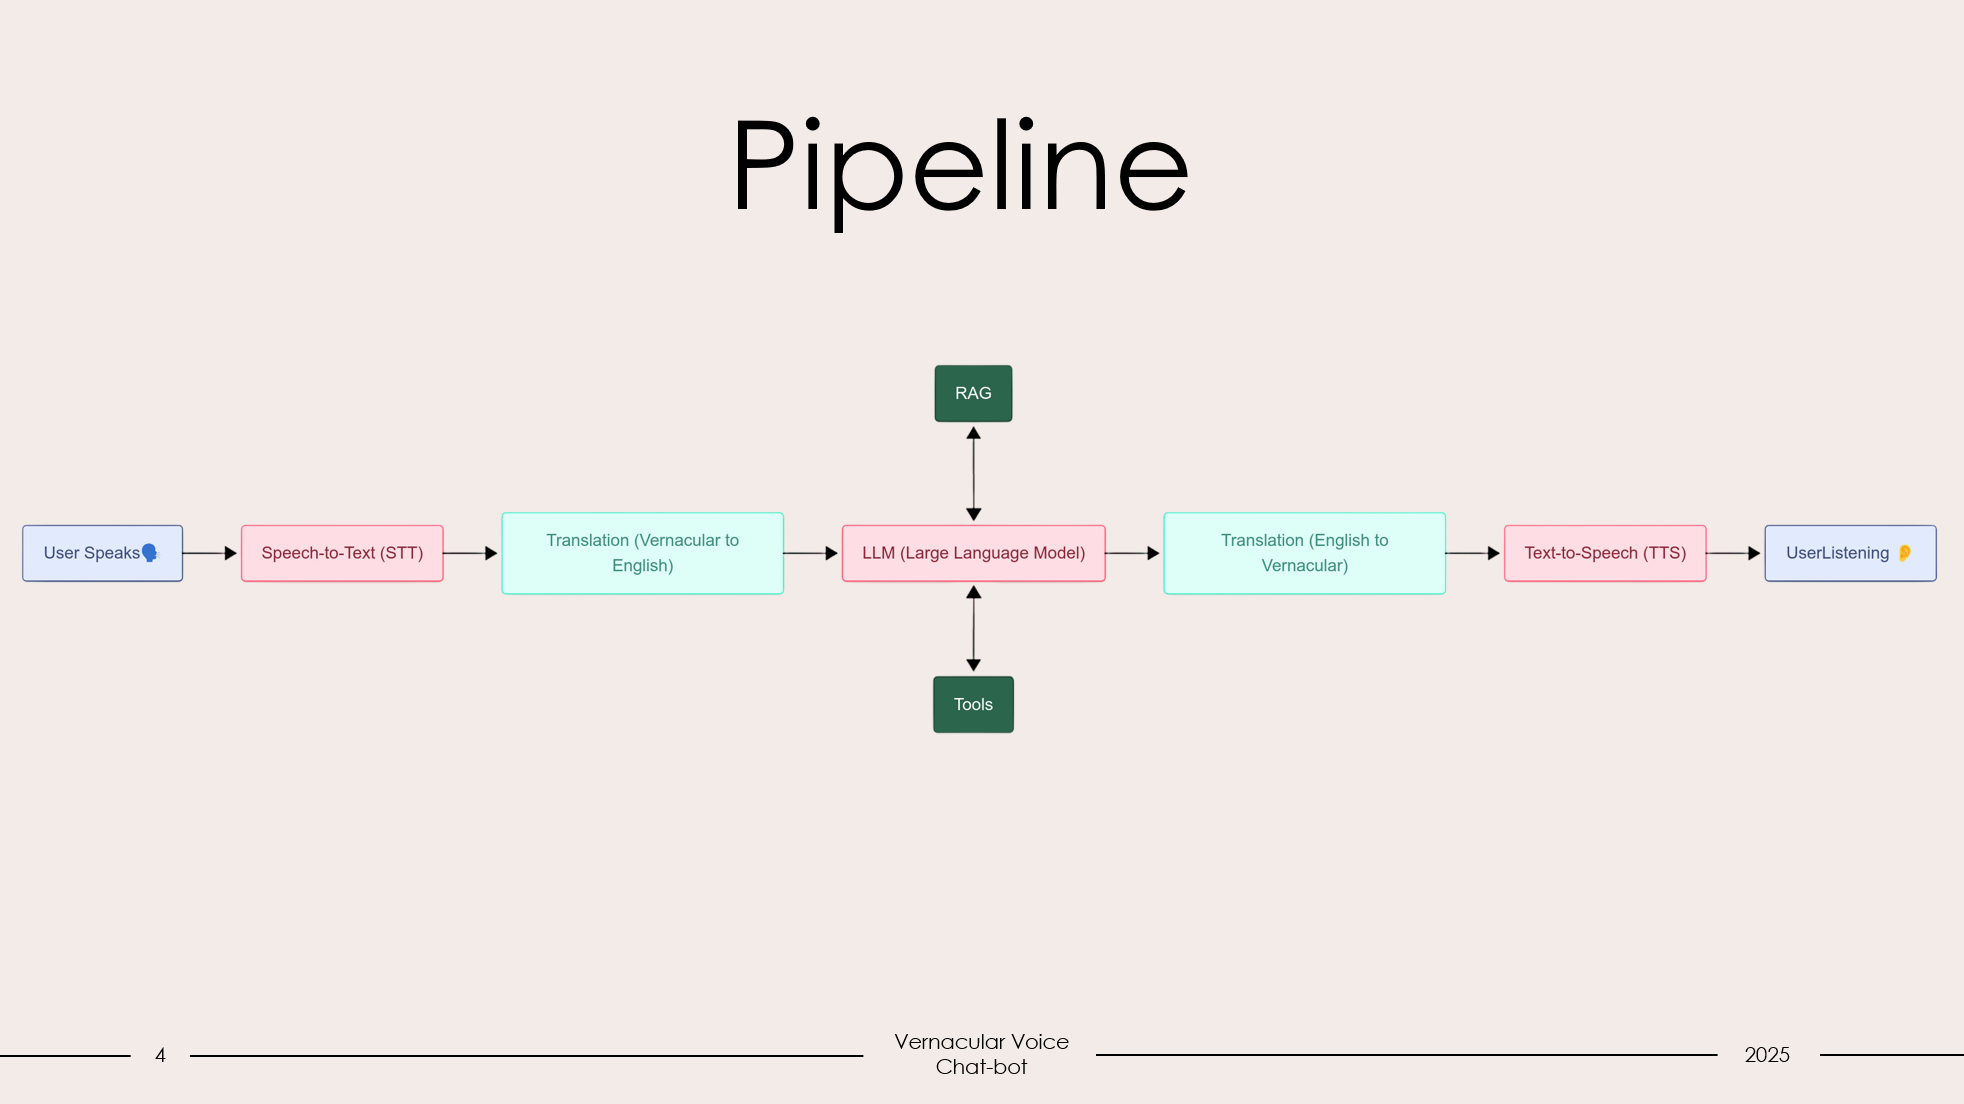 Pipeline
RAG
User Speaks🗣
Speech-to-Text (STT)
Translation (Vernacular to
English)
LLM (Large Language Model)
Translation (English to
Vernacular)
Text-to-Speech (TTS)
UserListening 👂
Tools
4
Vernacular Voice
Chat-bot
2025